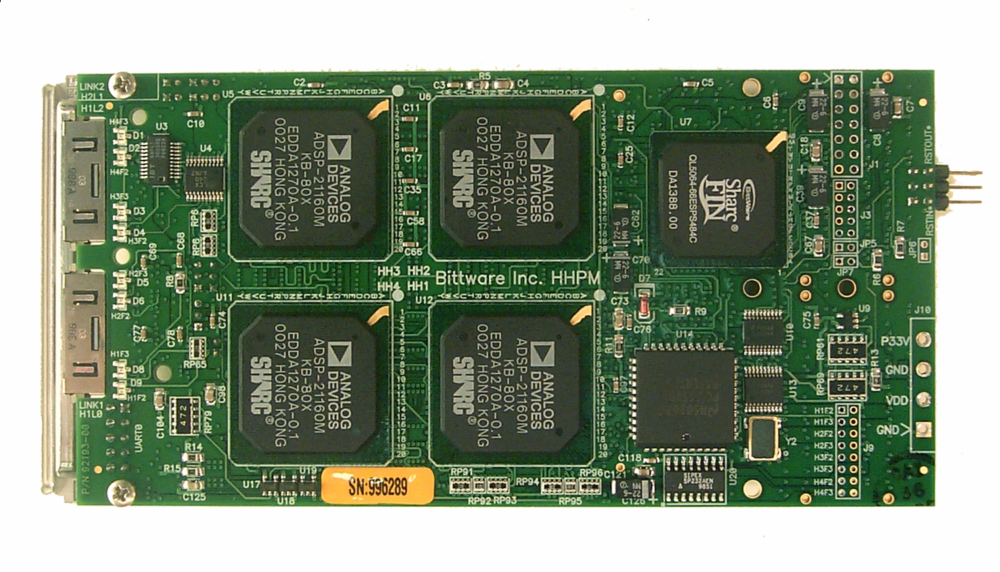 LINK2
H2L1
H1L2
C2
U5
W V U T R P N M L K J H G F E D C B A
C3
R5
C4
U6
C5
C6
C9
C7
C8
C18
C10
U3
U4
H4F3
D1
D2
H4F2
H3F3
D3
D4
H3F2
RP6
RP8
C68
C69
R8
ANALOG
DEVICES
ADSP-21160M
KB-80X
EDDA1270A-0.1
0027 HONG KONG
SHARC®
C11
C17
C35
C58
C66
ANALOG
DEVICES
ADSP-21160M
KB-80X
EDDA1270A-0.1
0027 HONG KONG
SHARC®
C12
C25
C62
C70
U7
BittWare
Sharc®
FIN
QL5064-66ESPS484C
DA1388.00
22
1
C39
C37
C67
J1
J3
JP5
JP7
RSTOUT
RSTIN
R7
JP6
R6
HH3 HH2
HH4 HH1
Bittware Inc. HHPM
D7
H2F3
D5
D6
H2F2
C77
C78
C74
RP65
H1F3
D8
D9
H1F2
C98
C104
472
RP79
LINK1
H1L0
UART0
P/N 92193-00
R14
R15
C125
U11
ANALOG
DEVICES
ADSP-21160M
KB-80X
EDDA1270A-0.1
0027 HONG KONG
SHARC®
U12
ANALOG
DEVICES
ADSP-21160M
KB-80X
EDDA1270A-0.1
0027 HONG KONG
SHARC®
C73
C76
R9
R11
C97
U14
U10
U13
C75
U9
RP61
472
RP69
472
R13
J10
P33V
GND
VDD
GND>
H1F2
H1F3
H2F2
H2F3
H3F2
H3F3
H4F2
H4F3
J9
Y2
U17
U18
U19
SN:996289
RP91
RP92
RP93
RP94
RP95
RP96
C118
C121
C126
SIPEX
SP232AEN
9851
U20